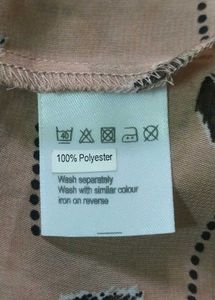 40
100% Polyester
Wash separately
Wash with similar colour
iron on reverse